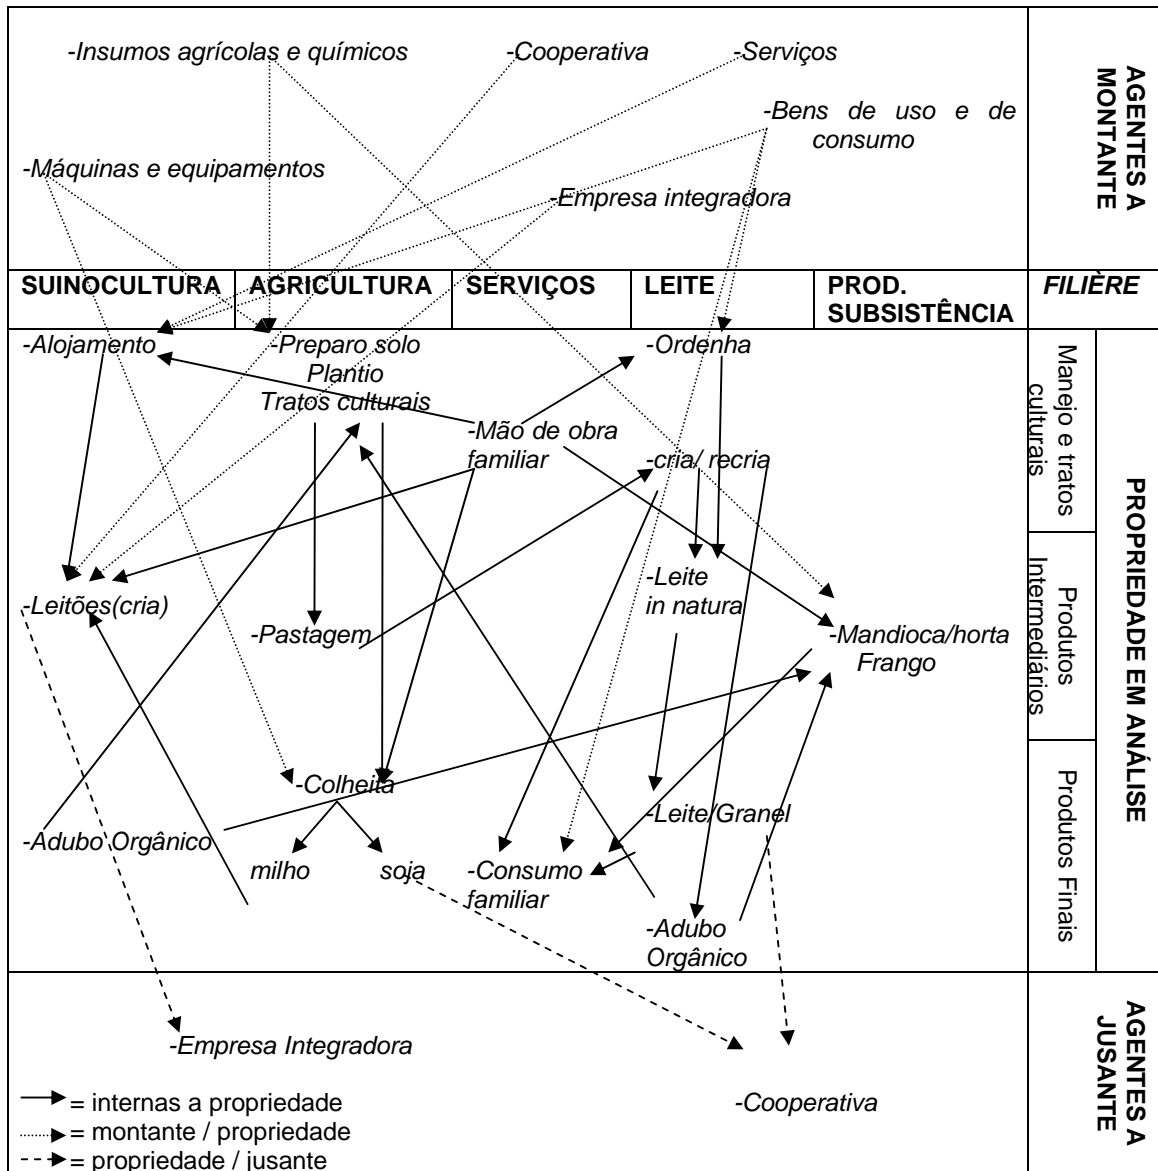 -Insumos agrícolas e químicos
-Cooperativa
-Serviços
-Bens de uso e de
consumo
-Máquinas e equipamentos
-Empresa integradora
AGENTES A
MONTANTE
SUINOCULTURA
AGRICULTURA
SERVIÇOS
LEITE
PROD.
SUBSISTÊNCIA
FILIÈRE
-Alojamento
-Preparo solo
Plantio
Tratos culturais
-Ordenha
-Mão de obra
familiar
-cria/ recria
Manejo e tratos
culturais
-Leitões(cria)
-Pastagem
-Leite
in natura
-Mandioca/horta
Frango
Produtos
Intermediários
PROPRIEDADE EM ANÁLISE
-Colheita
-Leite/Granel
-Adubo Orgânico
milho
soja
-Consumo
familiar
-Adubo
Orgânico
Produtos Finais
-Empresa Integradora
-Cooperativa
AGENTES A
JUSANTE
= internas a propriedade
= montante / propriedade
= propriedade / jusante